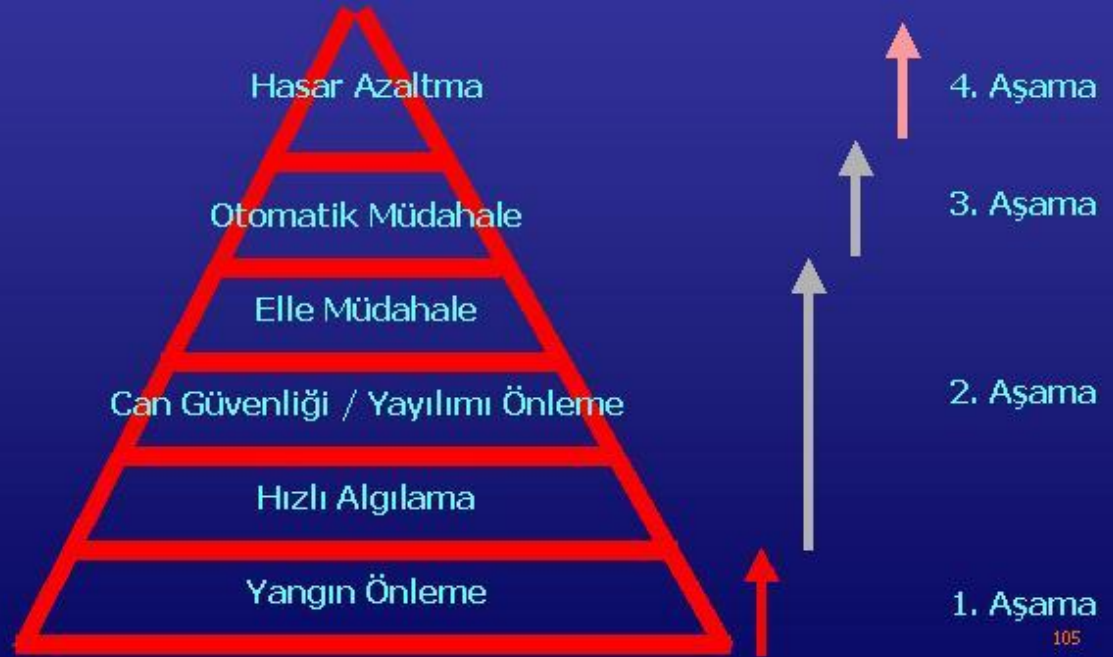 Hasar Azaltma
4. Aşama
Otomatik Müdahale
3. Aşama
Elle Müdahale
Can Güvenliği / Yayılımı Önleme
2. Aşama
Hızlı Algılama
Yangın Önleme
1. Aşama
105